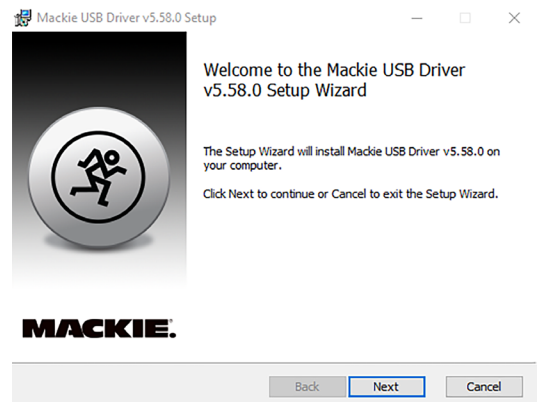 Mackie USB Driver v5.58.0 Setup
Welcome to the Mackie USB Driver
v5.58.0 Setup Wizard
The Setup Wizard will install Mackie USB Driver v5.58.0 on
your computer.
Click Next to continue or Cancel to exit the Setup Wizard.
MACKIE.
Back
Next
Cancel